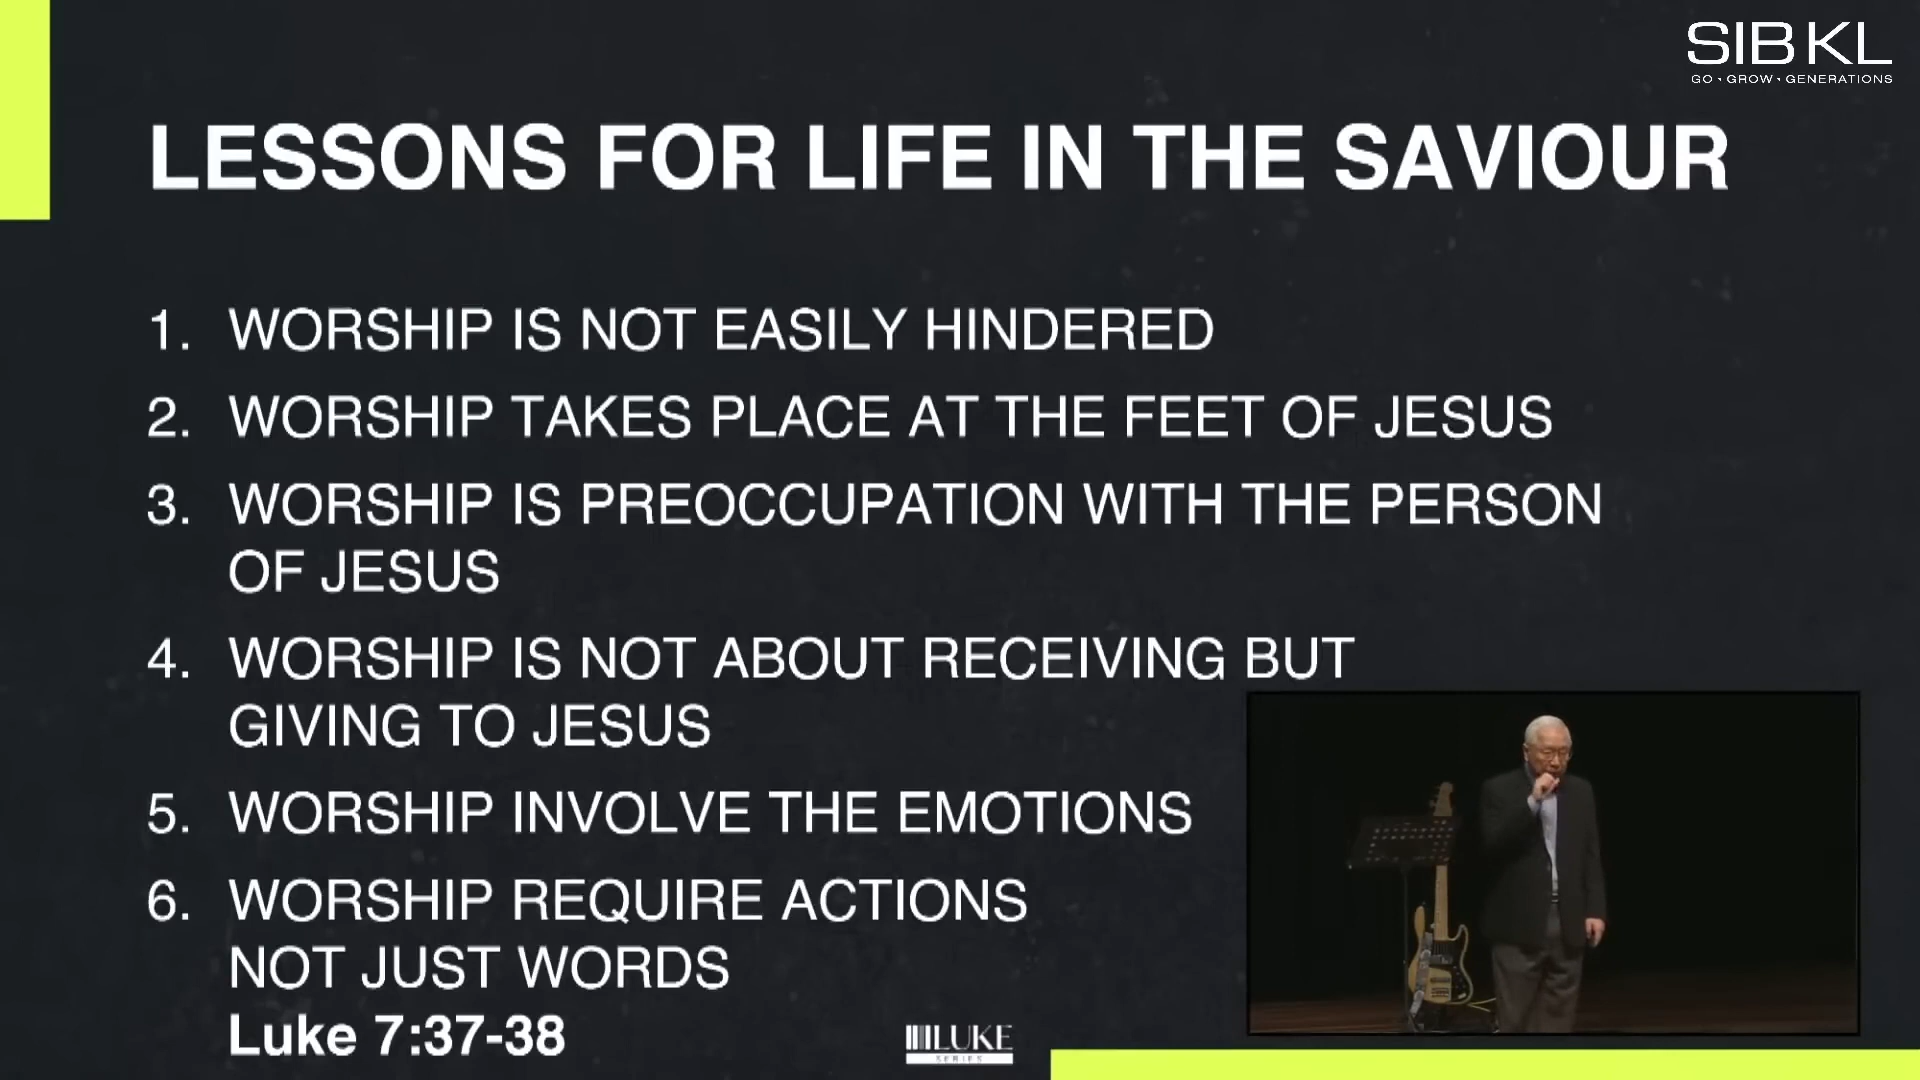 SIB KL
GO · GROW · GENERATIONS
LESSONS FOR LIFE IN THE SAVIOUR
1. WORSHIP IS NOT EASILY HINDERED
2. WORSHIP TAKES PLACE AT THE FEET OF JESUS
3. WORSHIP IS PREOCCUPATION WITH THE PERSON
OF JESUS
4. WORSHIP IS NOT ABOUT RECEIVING BUT
GIVING TO JESUS
5. WORSHIP INVOLVE THE EMOTIONS
6. WORSHIP REQUIRE ACTIONS
NOT JUST WORDS
Luke 7:37-38
LUKE
SERIES